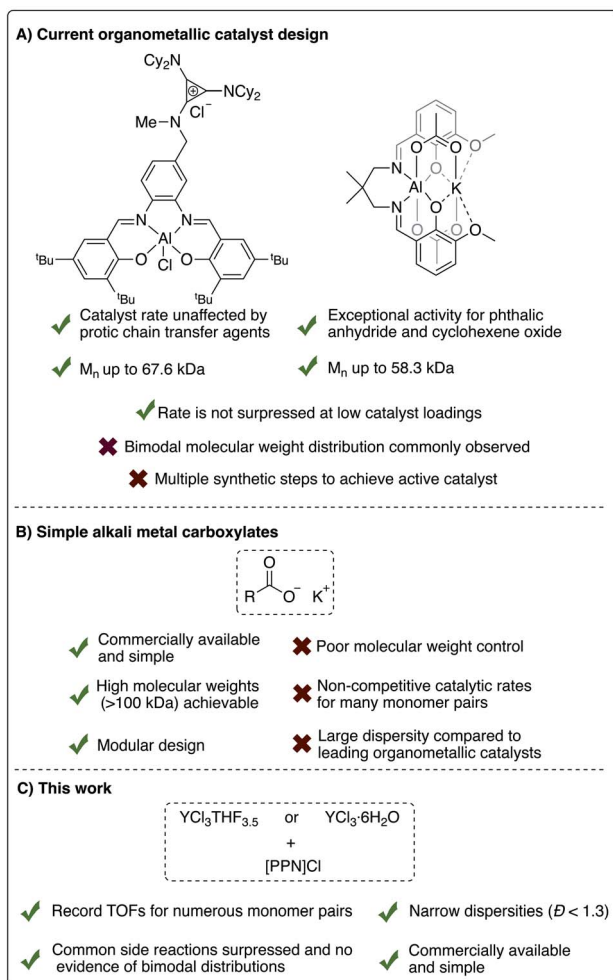 A) Current organometallic catalyst design
Cy₂N
NCy₂
Cl⁻
⊕
Me
N
N
N
Al
O
O
Cl
ᵗBu
ᵗBu
ᵗBu
ᵗBu
O
O
O
N
Al
O
K
N
O
O
O
O
Catalyst rate unaffected by
protic chain transfer agents
Exceptional activity for phthalic
anhydride and cyclohexene oxide
Mₙ up to 67.6 kDa
Mₙ up to 58.3 kDa
Rate is not surpressed at low catalyst loadings
Bimodal molecular weight distribution commonly observed
Multiple synthetic steps to achieve active catalyst
B) Simple alkali metal carboxylates
O
R
O⁻
K⁺
Commercially available
and simple
Poor molecular weight control
High molecular weights
(>100 kDa) achievable
Non-competitive catalytic rates
for many monomer pairs
Modular design
Large dispersity compared to
leading organometallic catalysts
C) This work
YCl₃THF₃.₅ or YCl₃·6H₂O
+
[PPN]Cl
Record TOFs for numerous monomer pairs
Narrow dispersities (Đ < 1.3)
Common side reactions surpressed and no
evidence of bimodal distributions
Commercially available
and simple